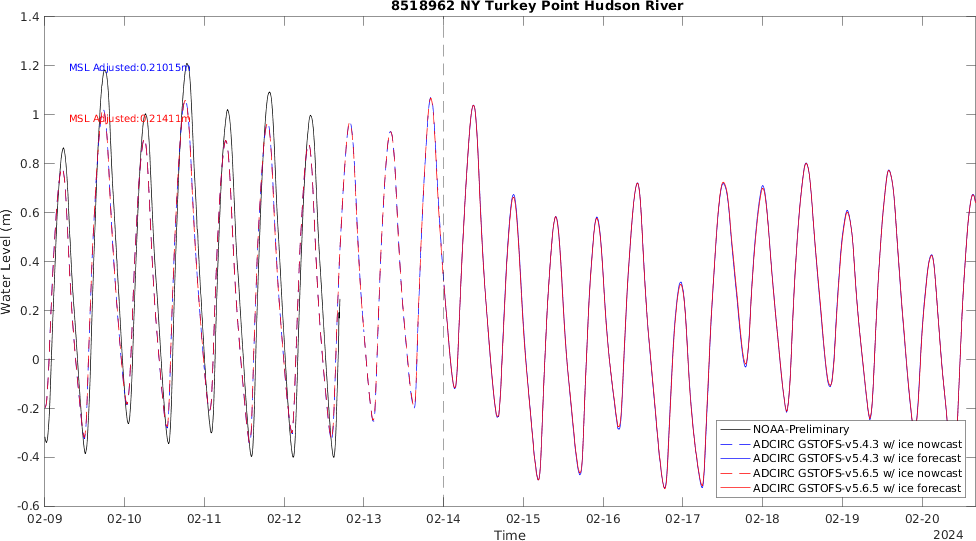 8518962 NY Turkey Point Hudson River
1.4
1.2
1
0.8
0.6
0.4
0.2
0
-0.2
-0.4
-0.6
Water Level (m)
MSL Adjusted:0.21015m
MSL Adjusted:0.21411m
NOAA-Preliminary
ADCIRC GSTOFS-v5.4.3 w/ ice nowcast
ADCIRC GSTOFS-v5.4.3 w/ ice forecast
ADCIRC GSTOFS-v5.6.5 w/ ice nowcast
ADCIRC GSTOFS-v5.6.5 w/ ice forecast
02-09 02-10 02-11 02-12 02-13 02-14 02-15 02-16 02-17 02-18 02-19 02-20
Time
2024